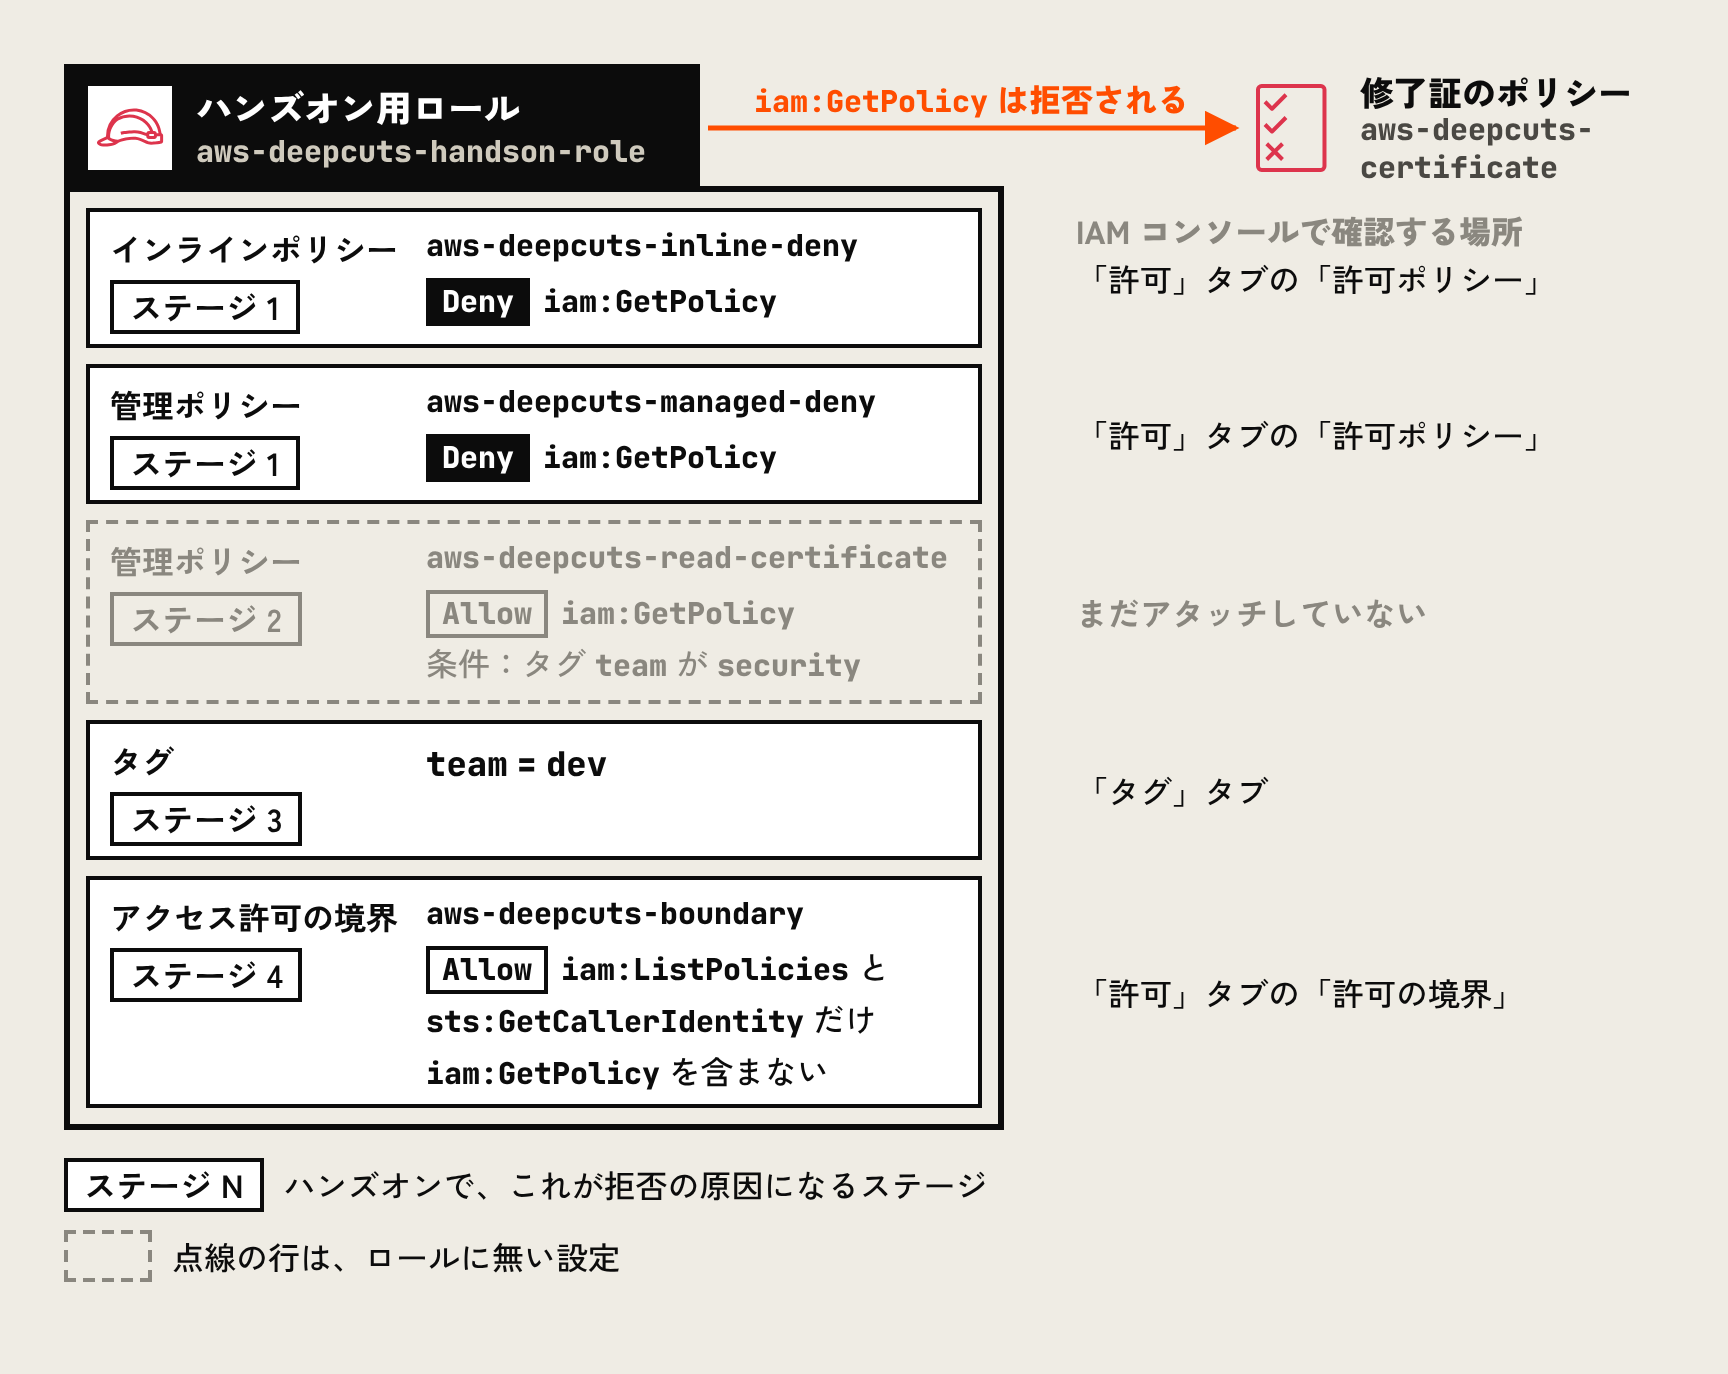 ハンズオン用ロール
aws-deepcuts-handson-role
iam:GetPolicy は拒否される
修了証のポリシー
aws-deepcuts-
certificate
IAM コンソールで確認する場所
インラインポリシー
ステージ 1
aws-deepcuts-inline-deny
Deny iam:GetPolicy
「許可」タブの「許可ポリシー」
管理ポリシー
ステージ 1
aws-deepcuts-managed-deny
Deny iam:GetPolicy
「許可」タブの「許可ポリシー」
管理ポリシー
ステージ 2
aws-deepcuts-read-certificate
Allow iam:GetPolicy
条件：タグ team が security
まだアタッチしていない
タグ
ステージ 3
team = dev
「タグ」タブ
アクセス許可の境界
ステージ 4
aws-deepcuts-boundary
Allow iam:ListPolicies と
sts:GetCallerIdentity だけ
iam:GetPolicy を含まない
「許可」タブの「許可の境界」
ステージ N ハンズオンで、これが拒否の原因になるステージ
点線の行は、ロールに無い設定